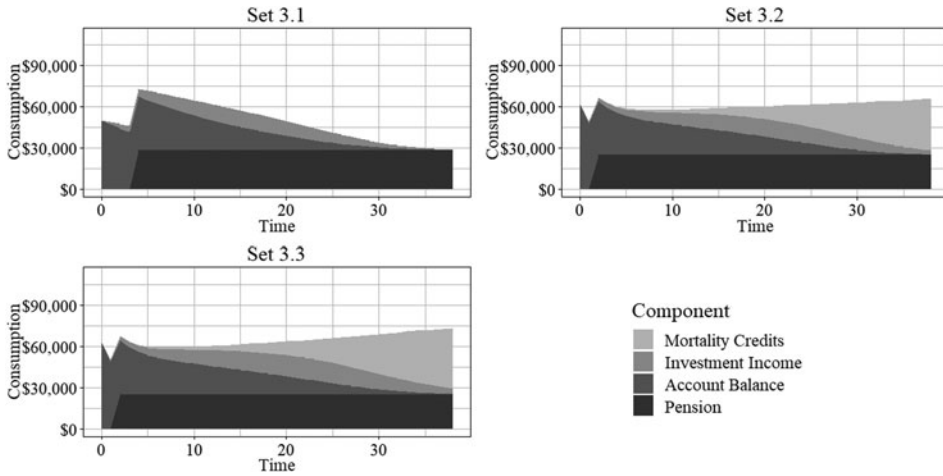 Set 3.1
Consumption
$90,000
$60,000
$30,000
$0
0 10 20 30
Time
Set 3.2
Consumption
$90,000
$60,000
$30,000
$0
0 10 20 30
Time
Set 3.3
Consumption
$90,000
$60,000
$30,000
$0
0 10 20 30
Time
Component
Mortality Credits
Investment Income
Account Balance
Pension